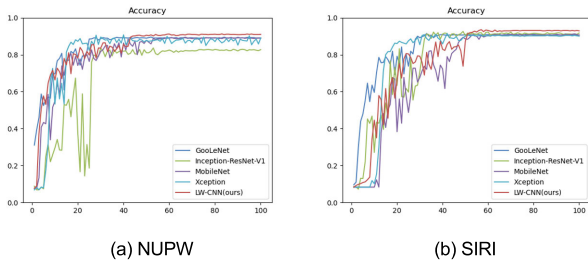 Accuracy
1.0
0.8
0.6
0.4
0.2
0.0
0 20 40 60 80 100
GooLeNet
Inception-ResNet-V1
MobileNet
Xception
LW-CNN(ours)
(a) NUPW
Accuracy
1.0
0.8
0.6
0.4
0.2
0.0
0 20 40 60 80 100
GooLeNet
Inception-ResNet-V1
MobileNet
Xception
LW-CNN(ours)
(b) SIRI